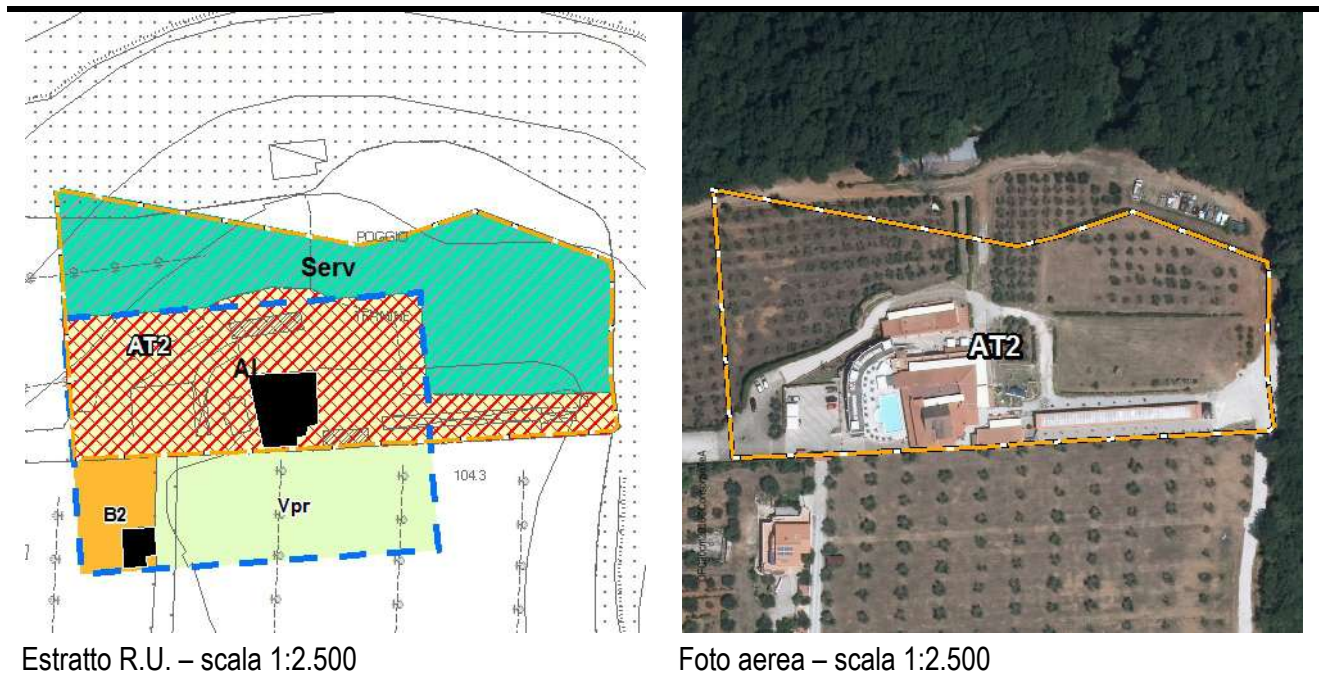 POGGIO
Serv
AT2
Al
104.3
B2
Vpr
AT2
Estratto R.U. – scala 1:2.500
Foto aerea – scala 1:2.500